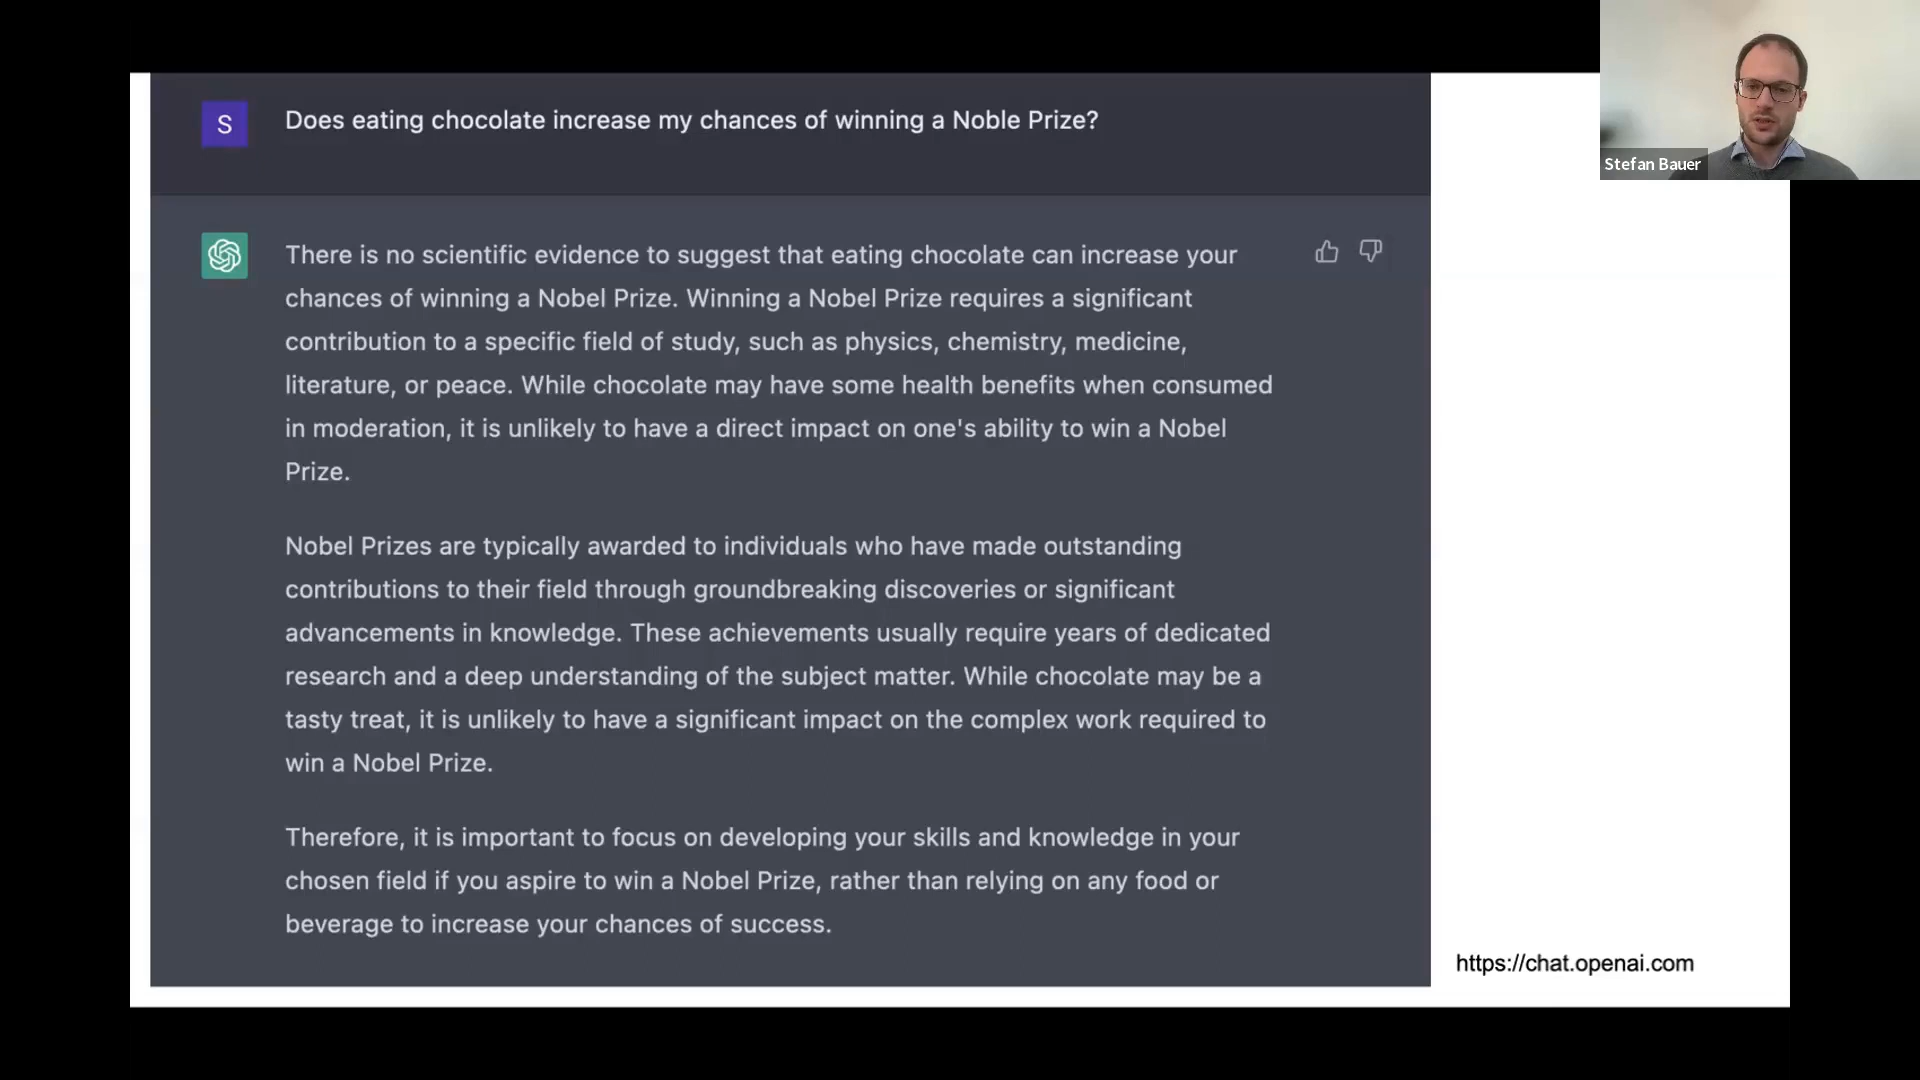 S
Does eating chocolate increase my chances of winning a Noble Prize?
Stefan Bauer
There is no scientific evidence to suggest that eating chocolate can increase your
chances of winning a Nobel Prize. Winning a Nobel Prize requires a significant
contribution to a specific field of study, such as physics, chemistry, medicine,
literature, or peace. While chocolate may have some health benefits when consumed
in moderation, it is unlikely to have a direct impact on one's ability to win a Nobel
Prize.
Nobel Prizes are typically awarded to individuals who have made outstanding
contributions to their field through groundbreaking discoveries or significant
advancements in knowledge. These achievements usually require years of dedicated
research and a deep understanding of the subject matter. While chocolate may be a
tasty treat, it is unlikely to have a significant impact on the complex work required to
win a Nobel Prize.
Therefore, it is important to focus on developing your skills and knowledge in your
chosen field if you aspire to win a Nobel Prize, rather than relying on any food or
beverage to increase your chances of success.
https://chat.openai.com